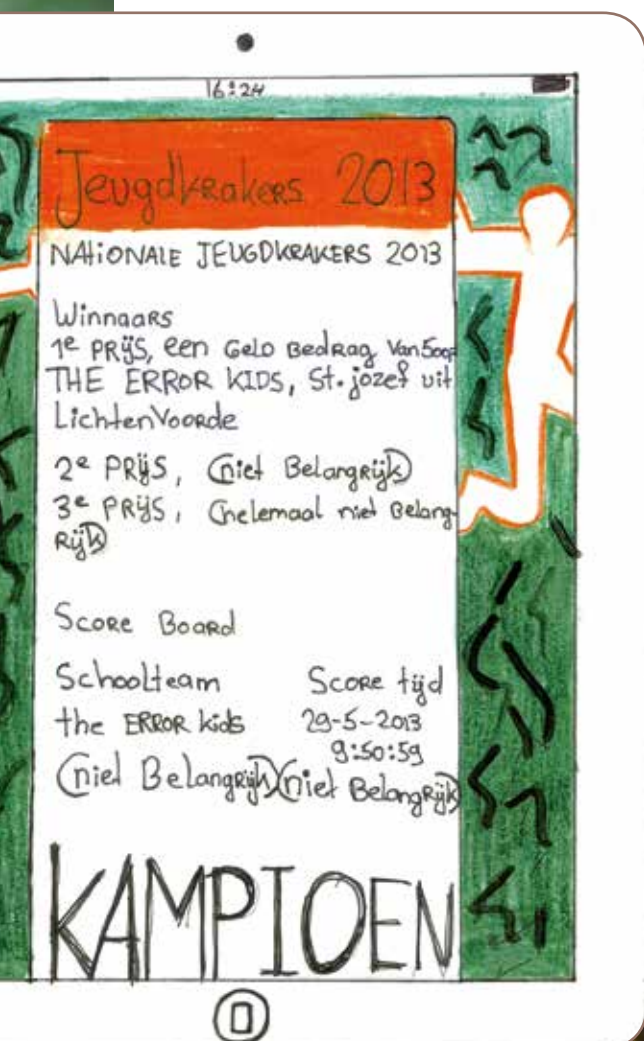 16:24
Jeugdkrakers 2013
NATIONALE JEUGDKRAKERS 2013
Winnaars
1e PRijS, een Geld Bedrag Van
THE ERROR KIDS, St. jozef uit
LichtenVoorde
2e PRijS, (niet Belangrijk)
3e PRijS, (helemaal niet Belang-
Rijk)
Score Board
Schoolteam Score tijd
the ERROR kids 29-5-2013
9:50:59
(niet Belangrijk) (niet Belangrijk)
KAMPIOEN